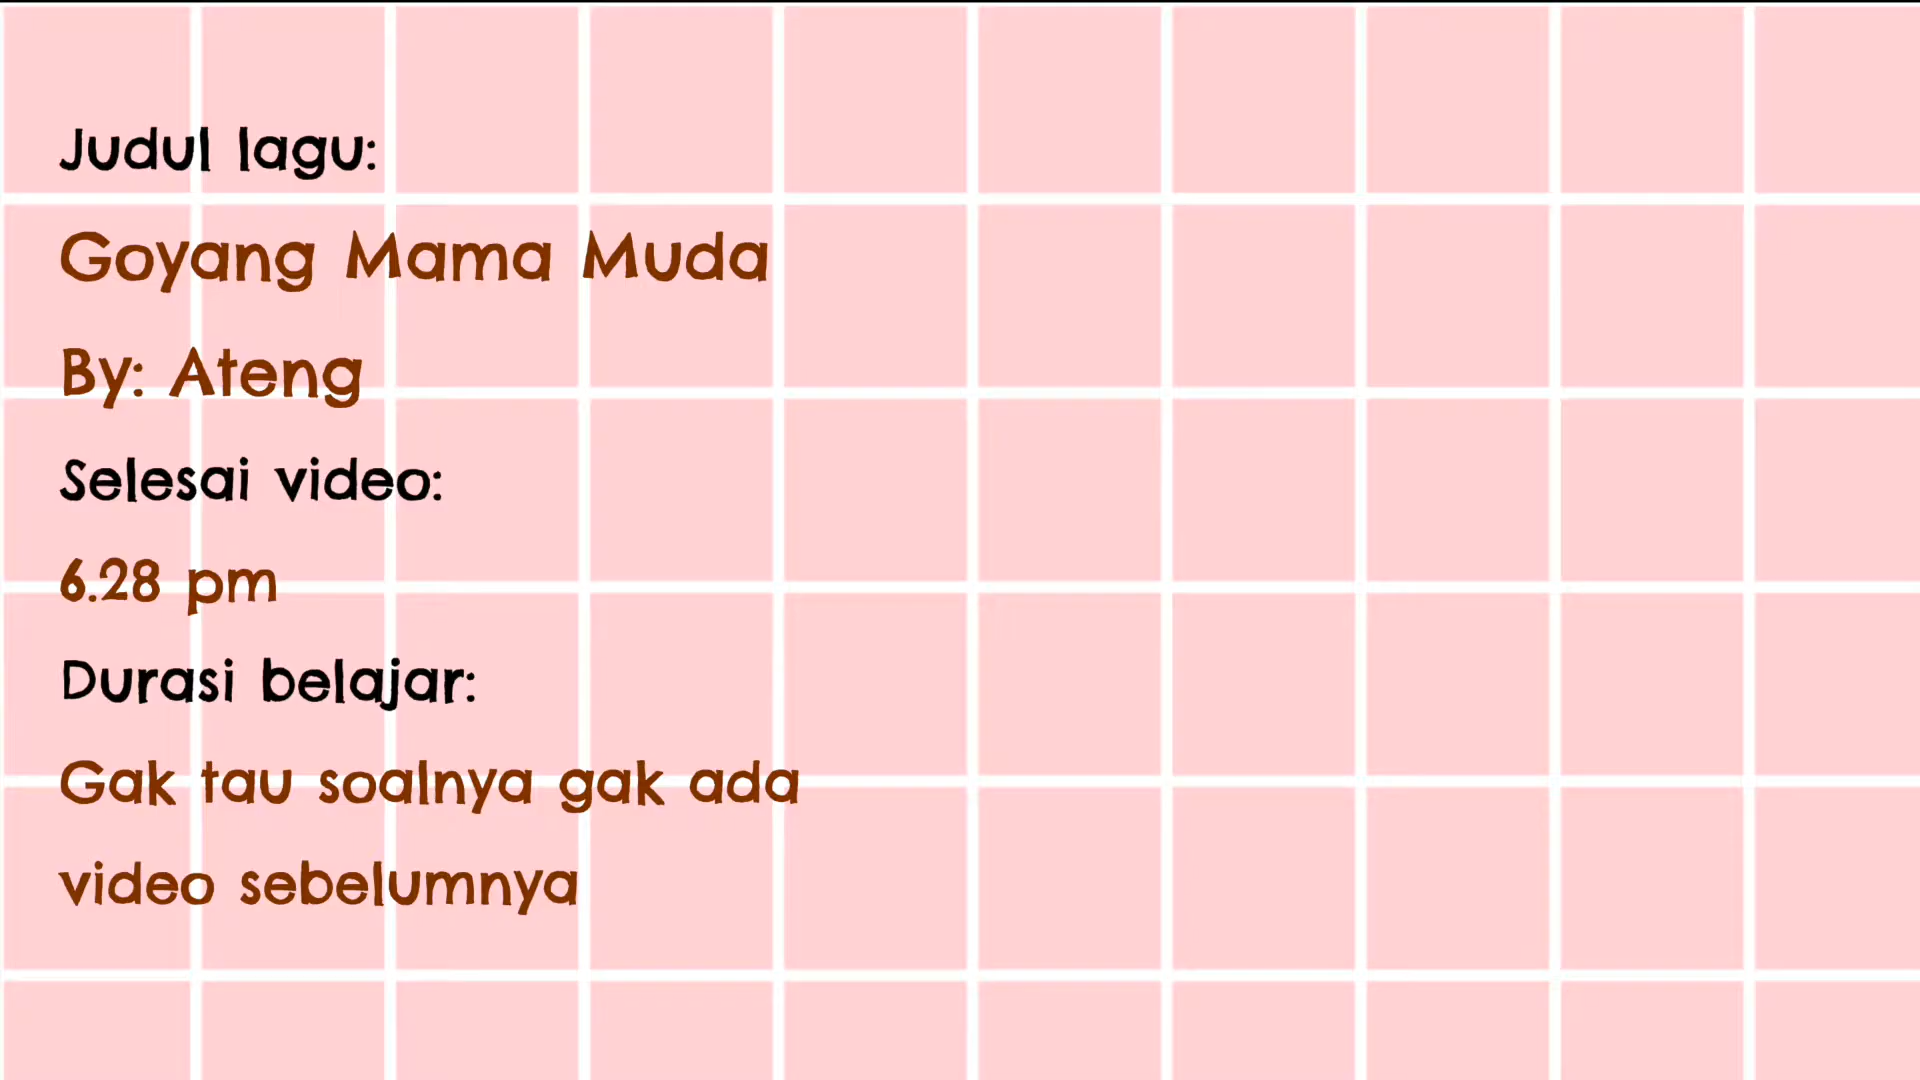 Judul lagu:
Goyang Mama Muda
By: Ateng
Selesai video:
6.28 pm
Durasi belajar:
Gak tau soalnya gak ada
video sebelumnya